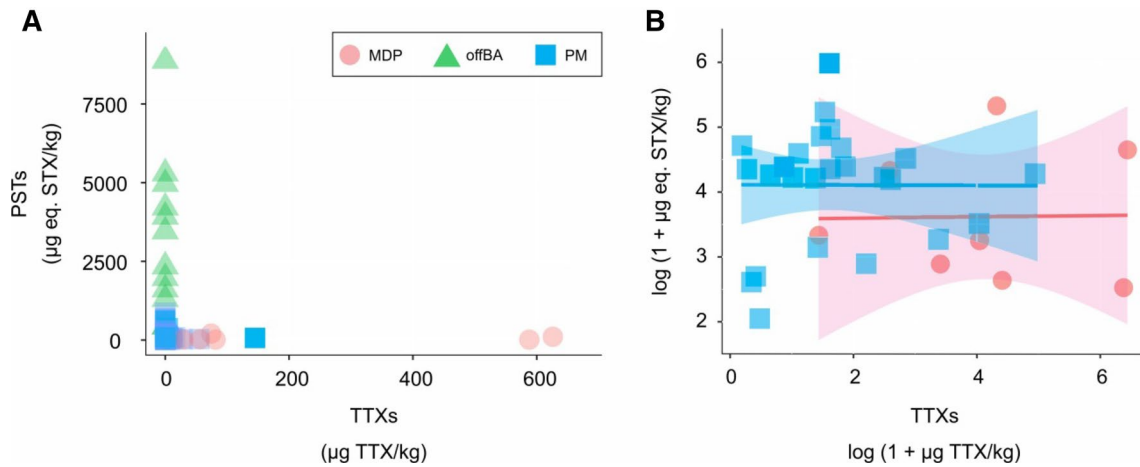 A
B
MDP
offBA
PM
PSTs
(µg eq. STX/kg)
7500
5000
2500
0
0
200
400
600
TTXs
(µg TTX/kg)
log (1 + µg eq. STX/kg)
6
5
4
3
2
0
2
4
6
TTXs
log (1 + µg TTX/kg)